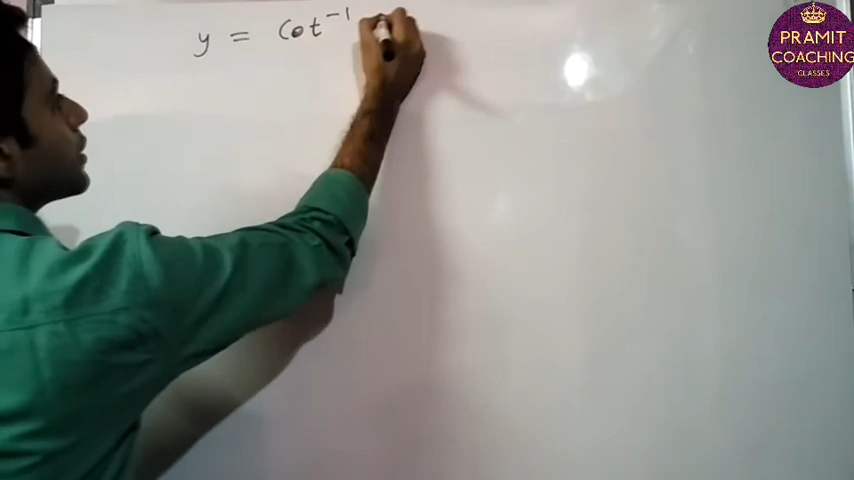 y = Cot⁻¹
PRAMIT
COACHING
CLASSES